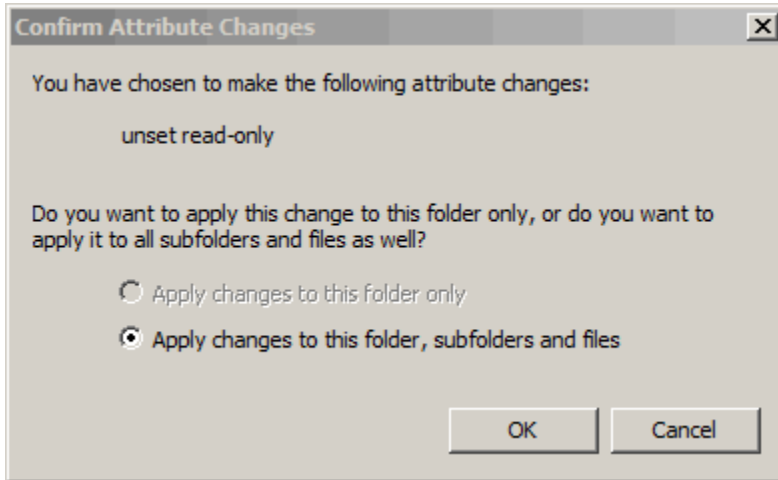 Confirm Attribute Changes
You have chosen to make the following attribute changes:
unset read-only
Do you want to apply this change to this folder only, or do you want to
apply it to all subfolders and files as well?
Apply changes to this folder only
Apply changes to this folder, subfolders and files
OK Cancel